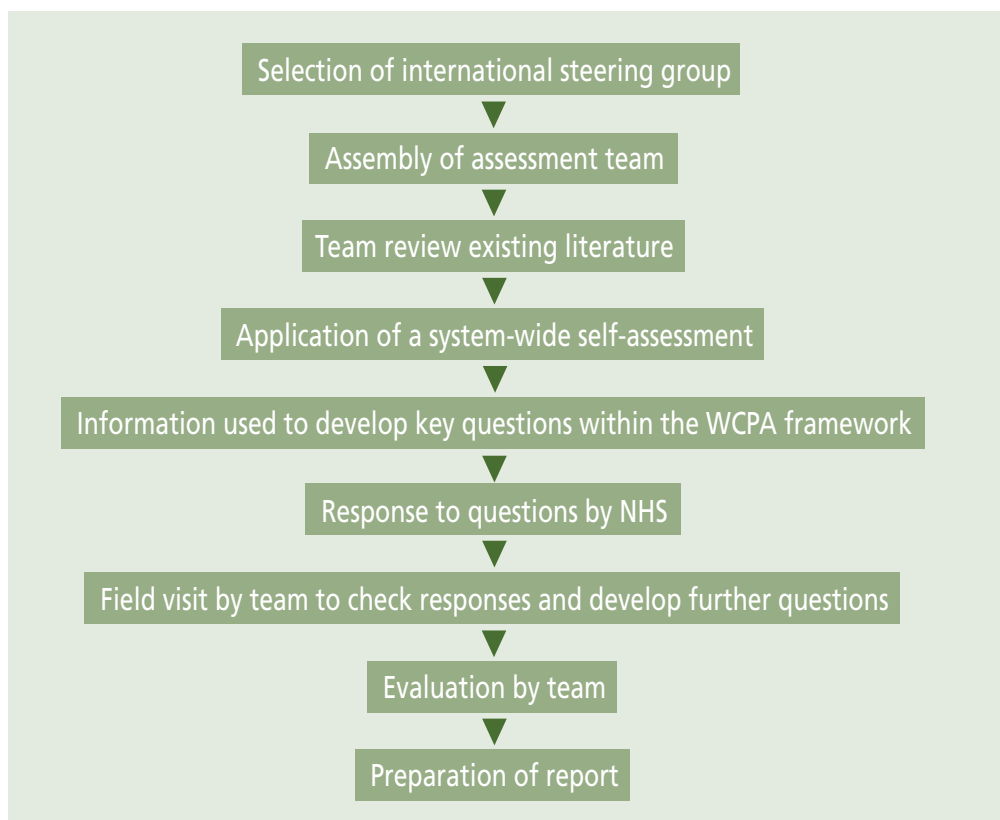 Selection of international steering group
Assembly of assessment team
Team review existing literature
Application of a system-wide self-assessment
Information used to develop key questions within the WCPA framework
Response to questions by NHS
Field visit by team to check responses and develop further questions
Evaluation by team
Preparation of report